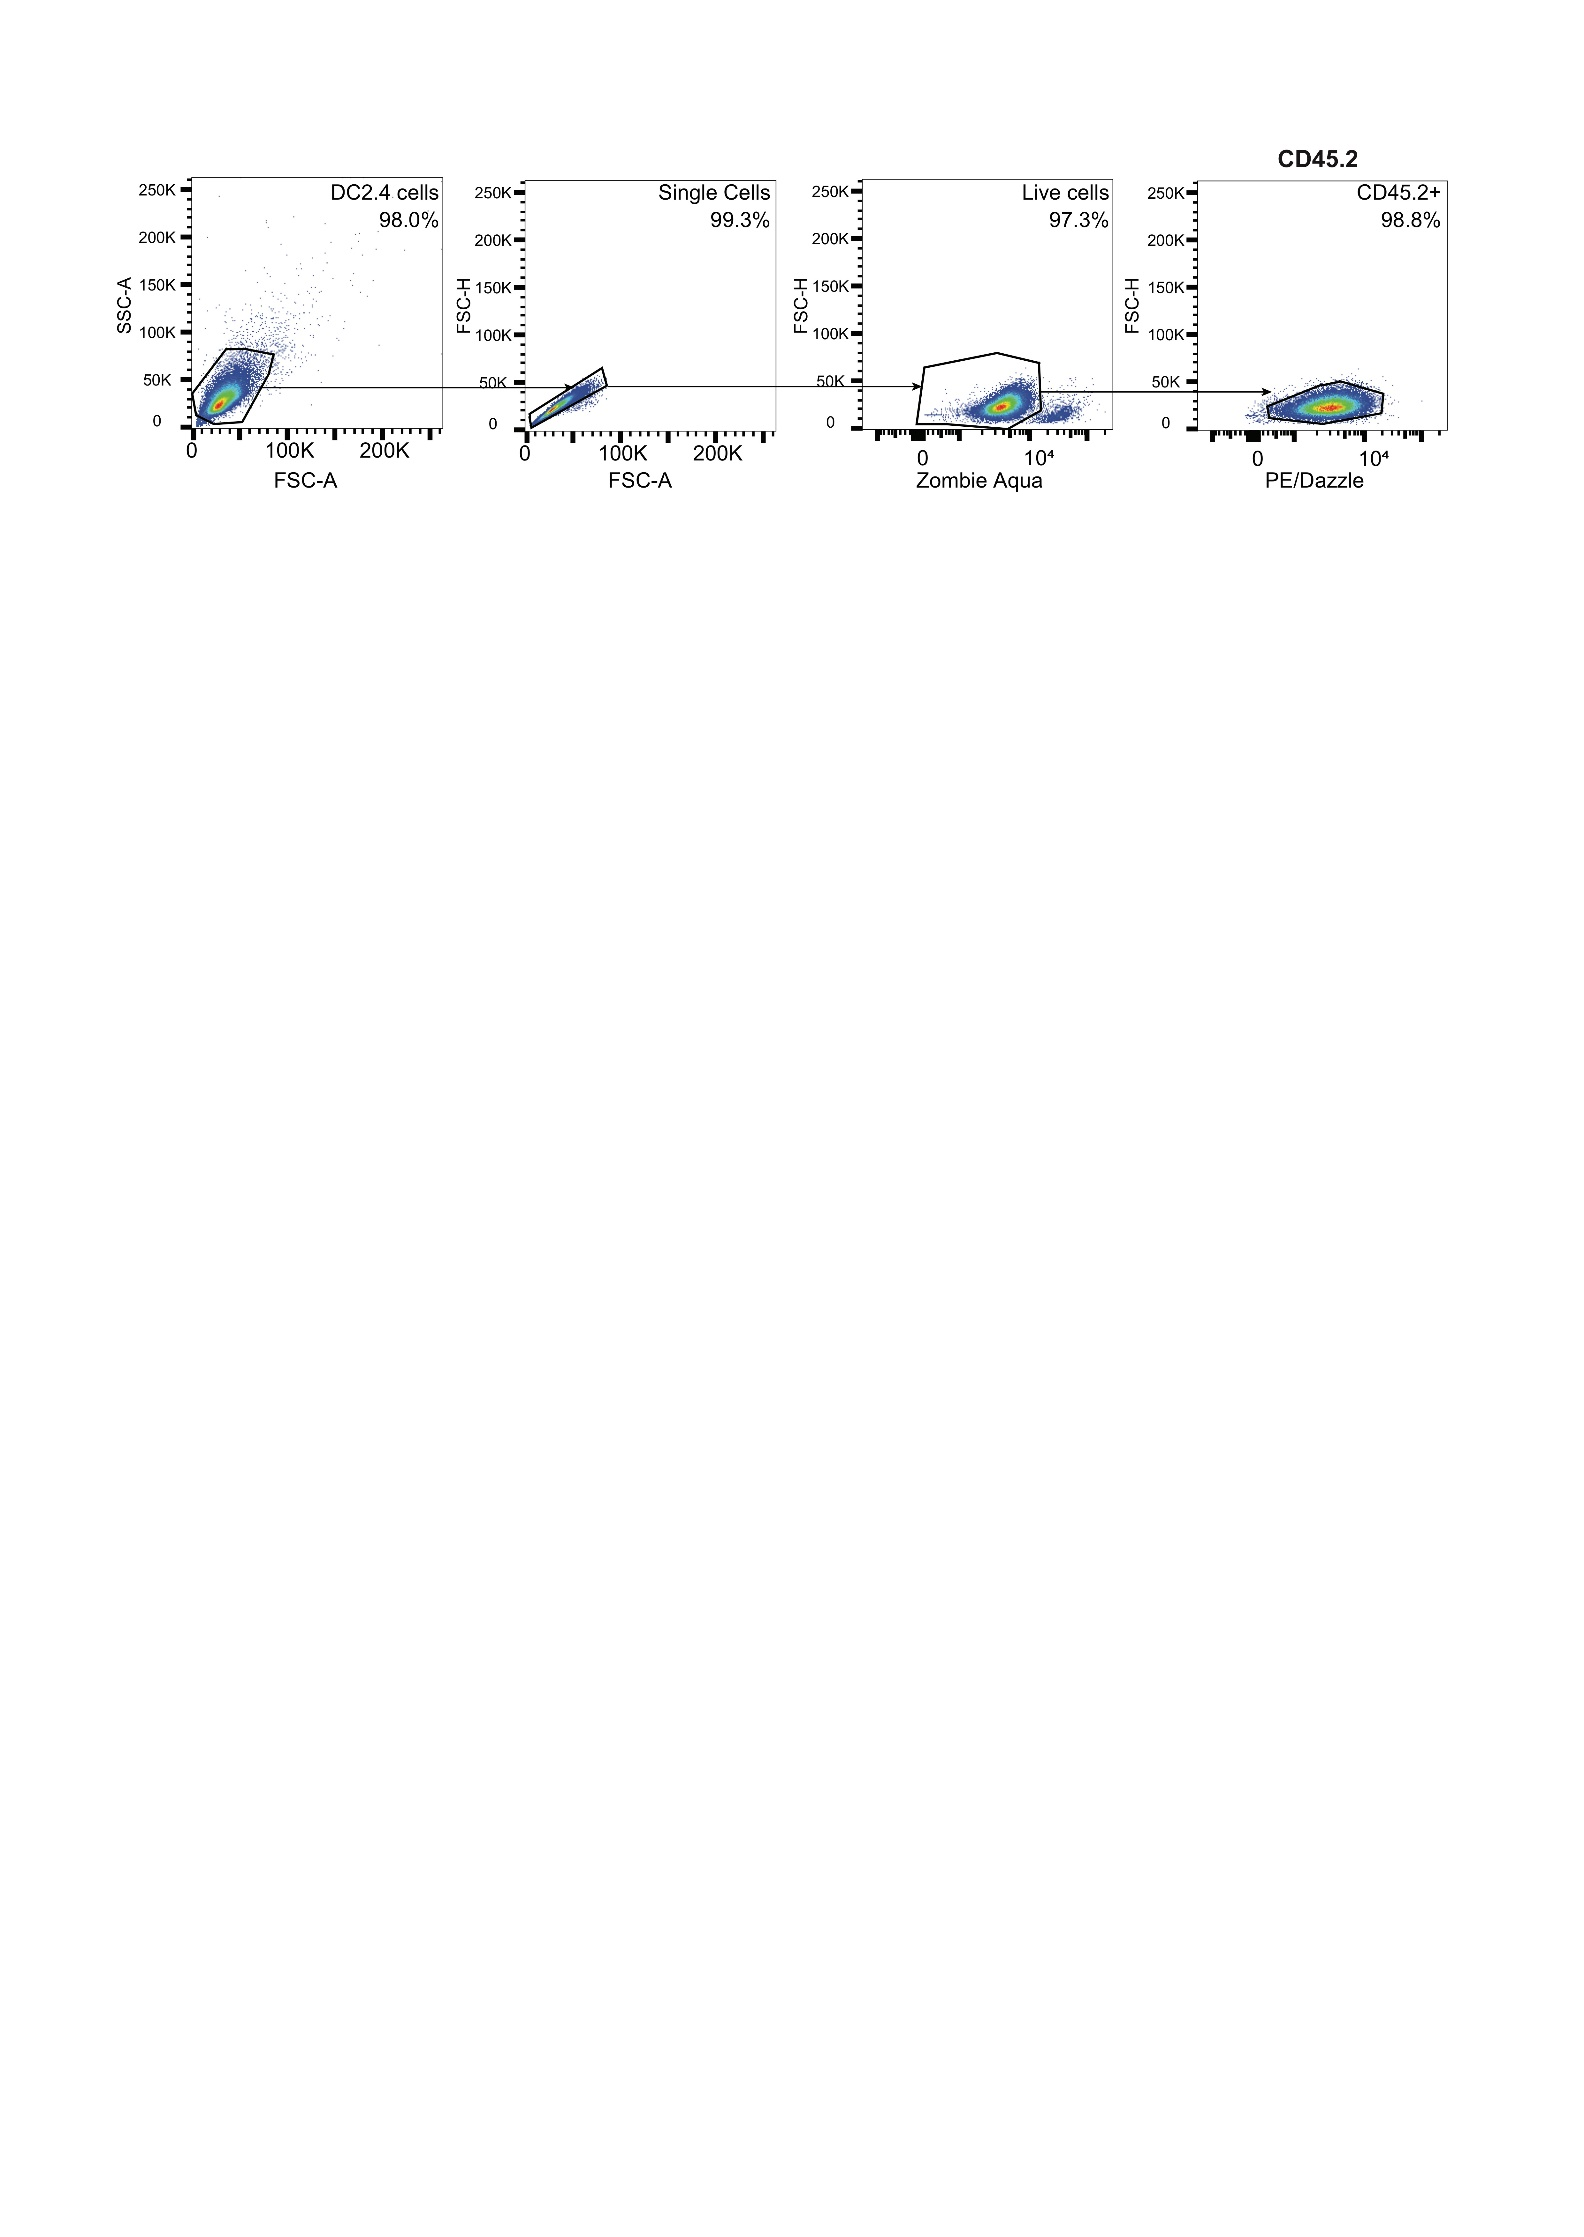 CD45.2
DC2.4 cells
98.0%
250K
200K
150K
100K
50K
0
SSC-A
0 100K 200K
FSC-A
Single Cells
99.3%
250K
200K
150K
100K
50K
0
FSC-H
0 100K 200K
FSC-A
Live cells
97.3%
250K
200K
150K
100K
50K
0
FSC-H
0 10⁴
Zombie Aqua
CD45.2+
98.8%
250K
200K
150K
100K
50K
0
FSC-H
0 10⁴
PE/Dazzle